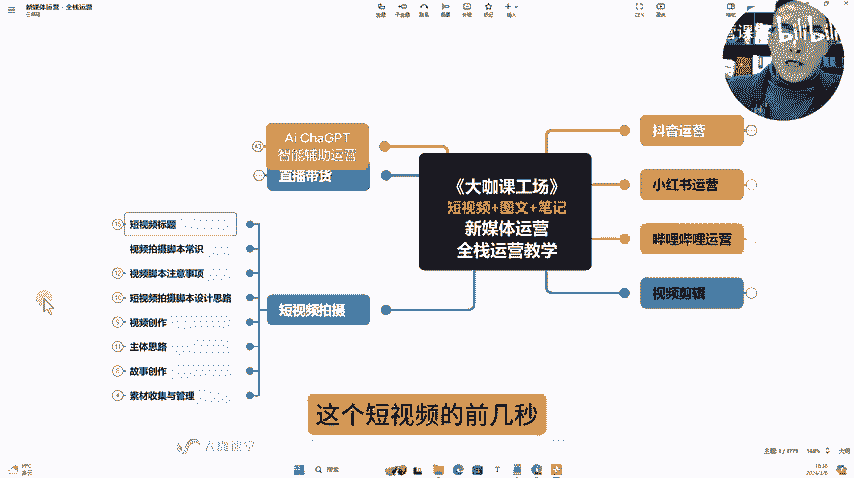 新媒体运营·全栈运营
bilibili
Ai ChaGPT
智能辅助运营
直播带货
《大咖课工场》
短视频+图文+笔记
新媒体运营
全栈运营教学
抖音运营
小红书运营
哔哩哔哩运营
视频剪辑
短视频拍摄
短视频标题
视频拍摄脚本常识
视频脚本注意事项
短视频拍摄脚本设计思路
视频创作
主体思路
故事创作
素材收集与管理
这个短视频的前几秒
搜索